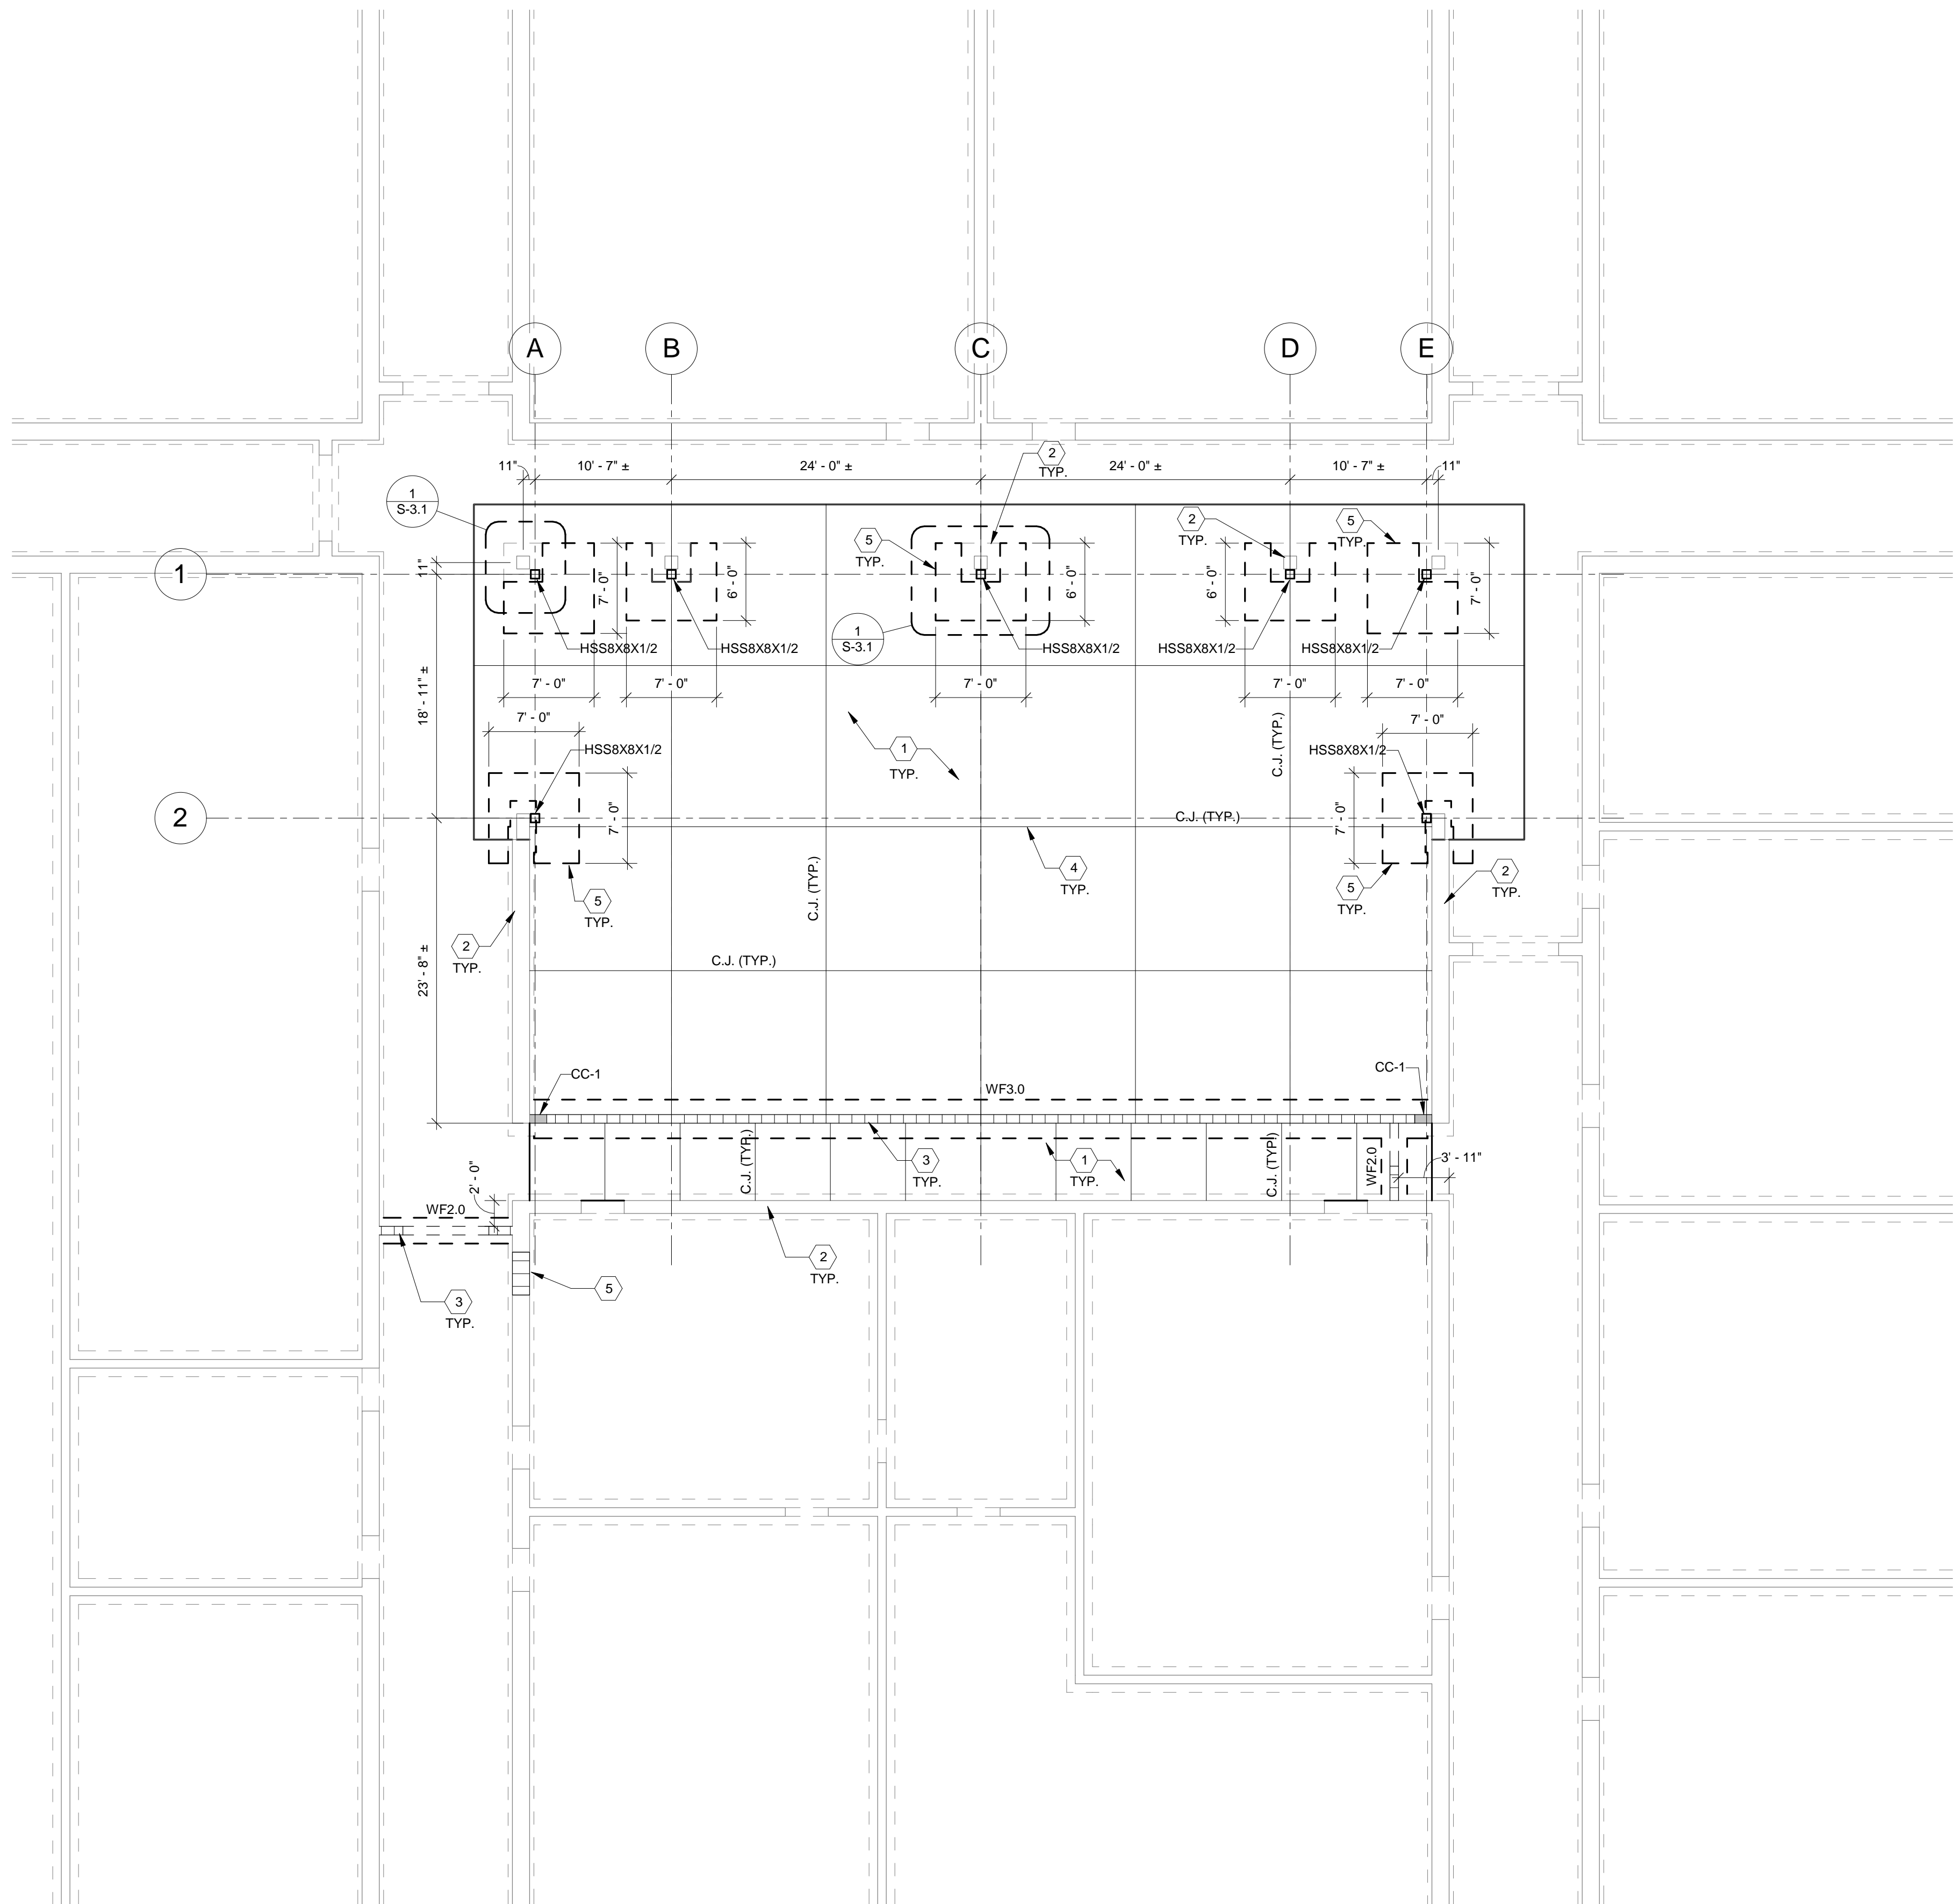 A
B
C
D
E
2
TYP.
11"
10' - 7" ±
24' - 0" ±
24' - 0" ±
10' - 7" ±
11"
1
S-3.1
5
TYP.
2
TYP.
5
TYP.
1
11"
7' - 0"
6' - 0"
6' - 0"
6' - 0"
7' - 0"
1
S-3.1
HSS8X8X1/2
HSS8X8X1/2
HSS8X8X1/2
HSS8X8X1/2
HSS8X8X1/2
7' - 0"
7' - 0"
7' - 0"
7' - 0"
7' - 0"
18' - 11" ±
7' - 0"
7' - 0"
C.J. (TYP.)
HSS8X8X1/2
1
TYP.
HSS8X8X1/2
2
7' - 0"
C.J. (TYP.)
7' - 0"
4
TYP.
C.J. (TYP.)
5
TYP.
5
TYP.
2
TYP.
2
TYP.
23' - 8" ±
C.J. (TYP.)
CC-1
CC-1
WF3.0
C.J. (TYP.)
3
TYP.
1
TYP.
C.J. (TYP.)
WF2.0
3' - 11"
2' - 0"
WF2.0
2
TYP.
5
3
TYP.